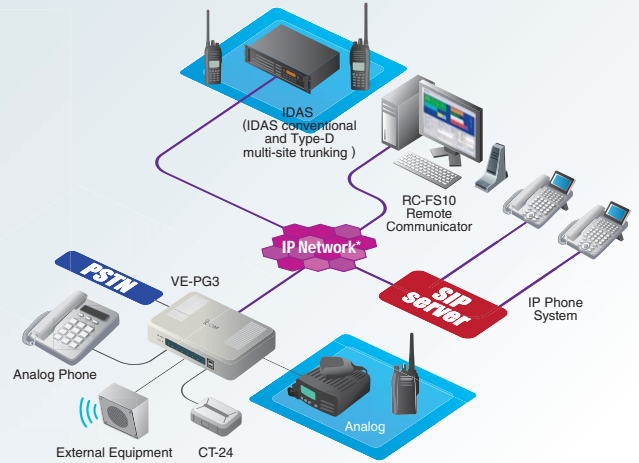 IDAS
(IDAS conventional
and Type-D
multi-site trunking )
RC-FS10
Remote
Communicator
IP Network*
PSTN
VE-PG3
SIP
server
IP Phone
System
ICOM
Analog Phone
Analog
External Equipment
CT-24